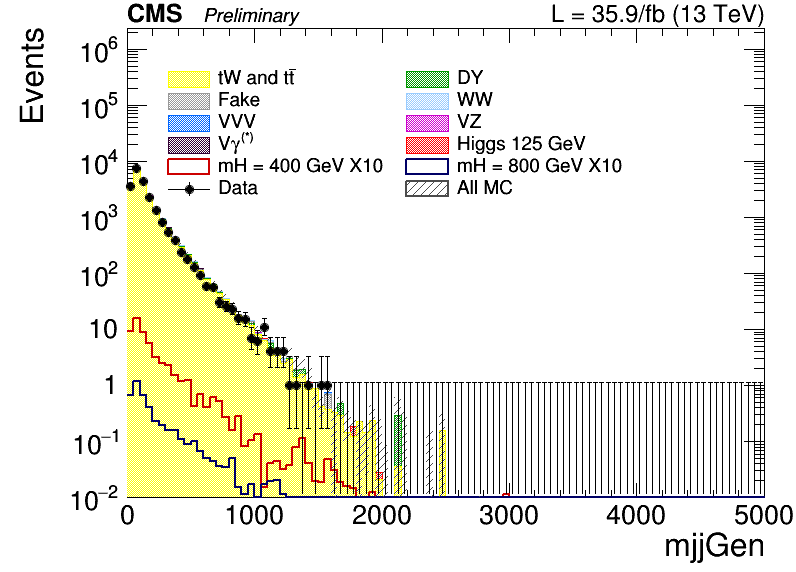 CMS Preliminary L = 35.9/fb (13 TeV)
Events
10⁶
10⁵
10⁴
10³
10²
10
1
10⁻¹
10⁻²
tW and tt̄ DY
Fake WW
VVV VZ
Vγ⁽*⁾ Higgs 125 GeV
mH = 400 GeV X10 mH = 800 GeV X10
Data All MC
0 1000 2000 3000 4000 5000
mjjGen